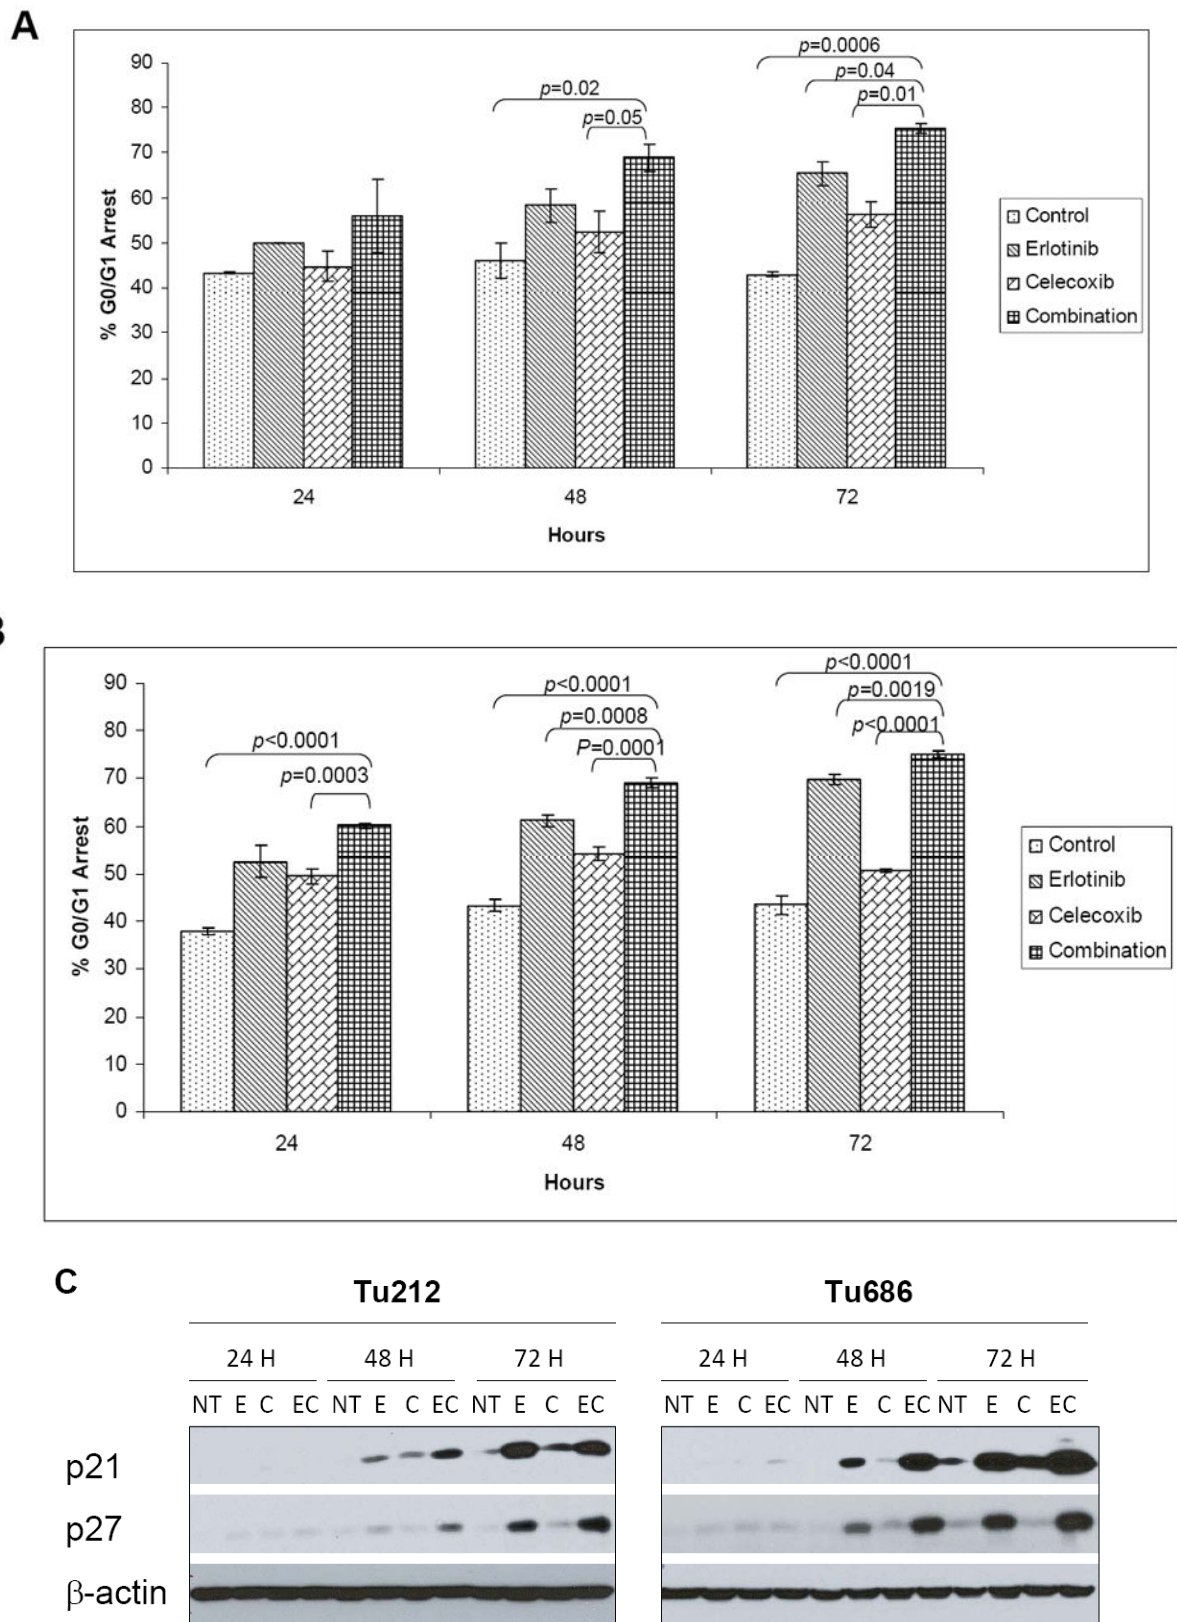 A
p=0.0006
p=0.04
p=0.01
p=0.02
p=0.05
90
80
70
60
50
40
30
20
10
0
% G0/G1 Arrest
24 48 72
Hours
Control
Erlotinib
Celecoxib
Combination
p<0.0001
p=0.0019
p<0.0001
p<0.0001
p=0.0008
P=0.0001
p<0.0001
p=0.0003
90
80
70
60
50
40
30
20
10
0
% G0/G1 Arrest
24 48 72
Hours
Control
Erlotinib
Celecoxib
Combination
C
Tu212 Tu686
24 H 48 H 72 H 24 H 48 H 72 H
NT E C EC NT E C EC NT E C EC NT E C EC NT E C EC NT E C EC
p21
p27
β-actin